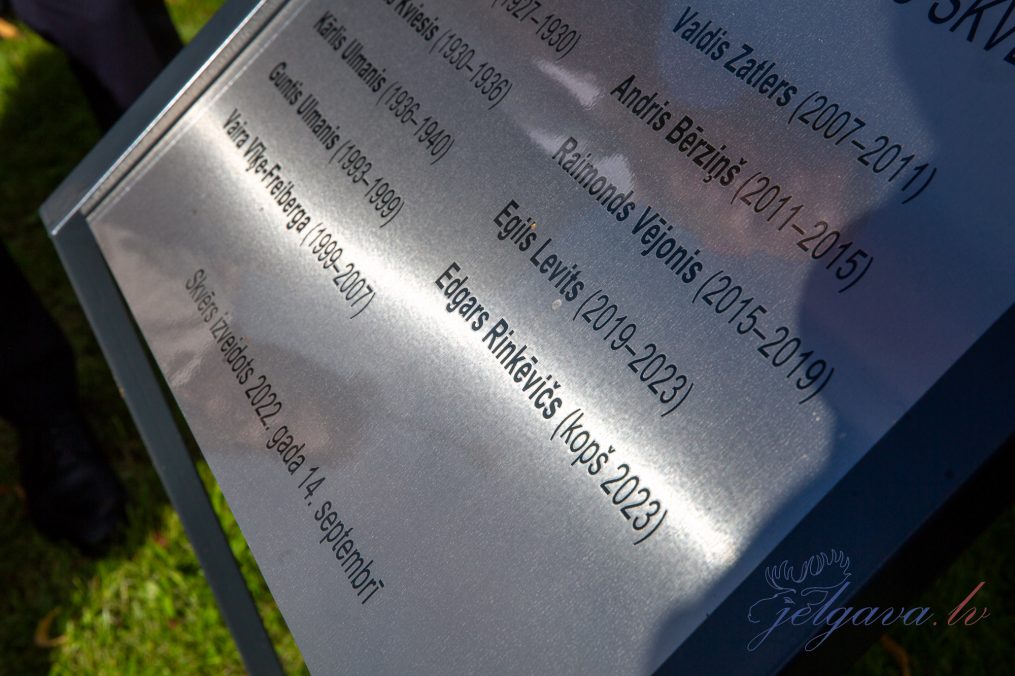 (1927–1930)
Kviesis (1930–1936)
Kārlis Ulmanis (1936–1940)
Guntis Ulmanis (1993–1999)
Vaira Vīķe-Freiberga (1999–2007)
Valdis Zatlers (2007–2011)
Andris Bērziņš (2011–2015)
Raimonds Vējonis (2015–2019)
Egils Levits (2019–2023)
Edgars Rinkēvičs (kopš 2023)
Skvērs izveidots 2022. gada 14. septembrī
jelgava.lv